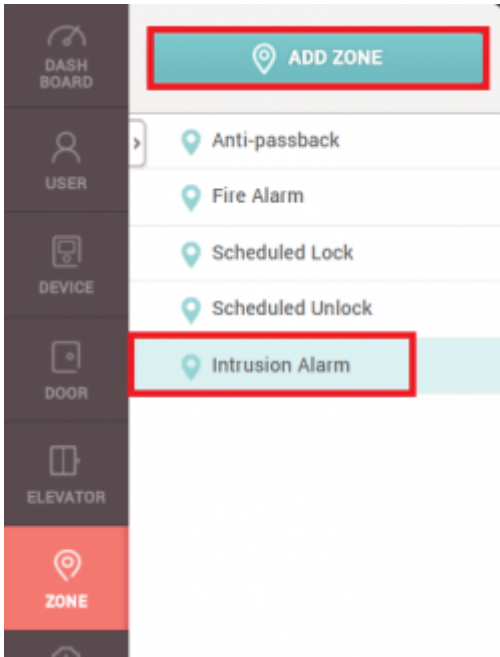 DASH
BOARD
USER
DEVICE
DOOR
ELEVATOR
ZONE
ADD ZONE
Anti-passback
Fire Alarm
Scheduled Lock
Scheduled Unlock
Intrusion Alarm